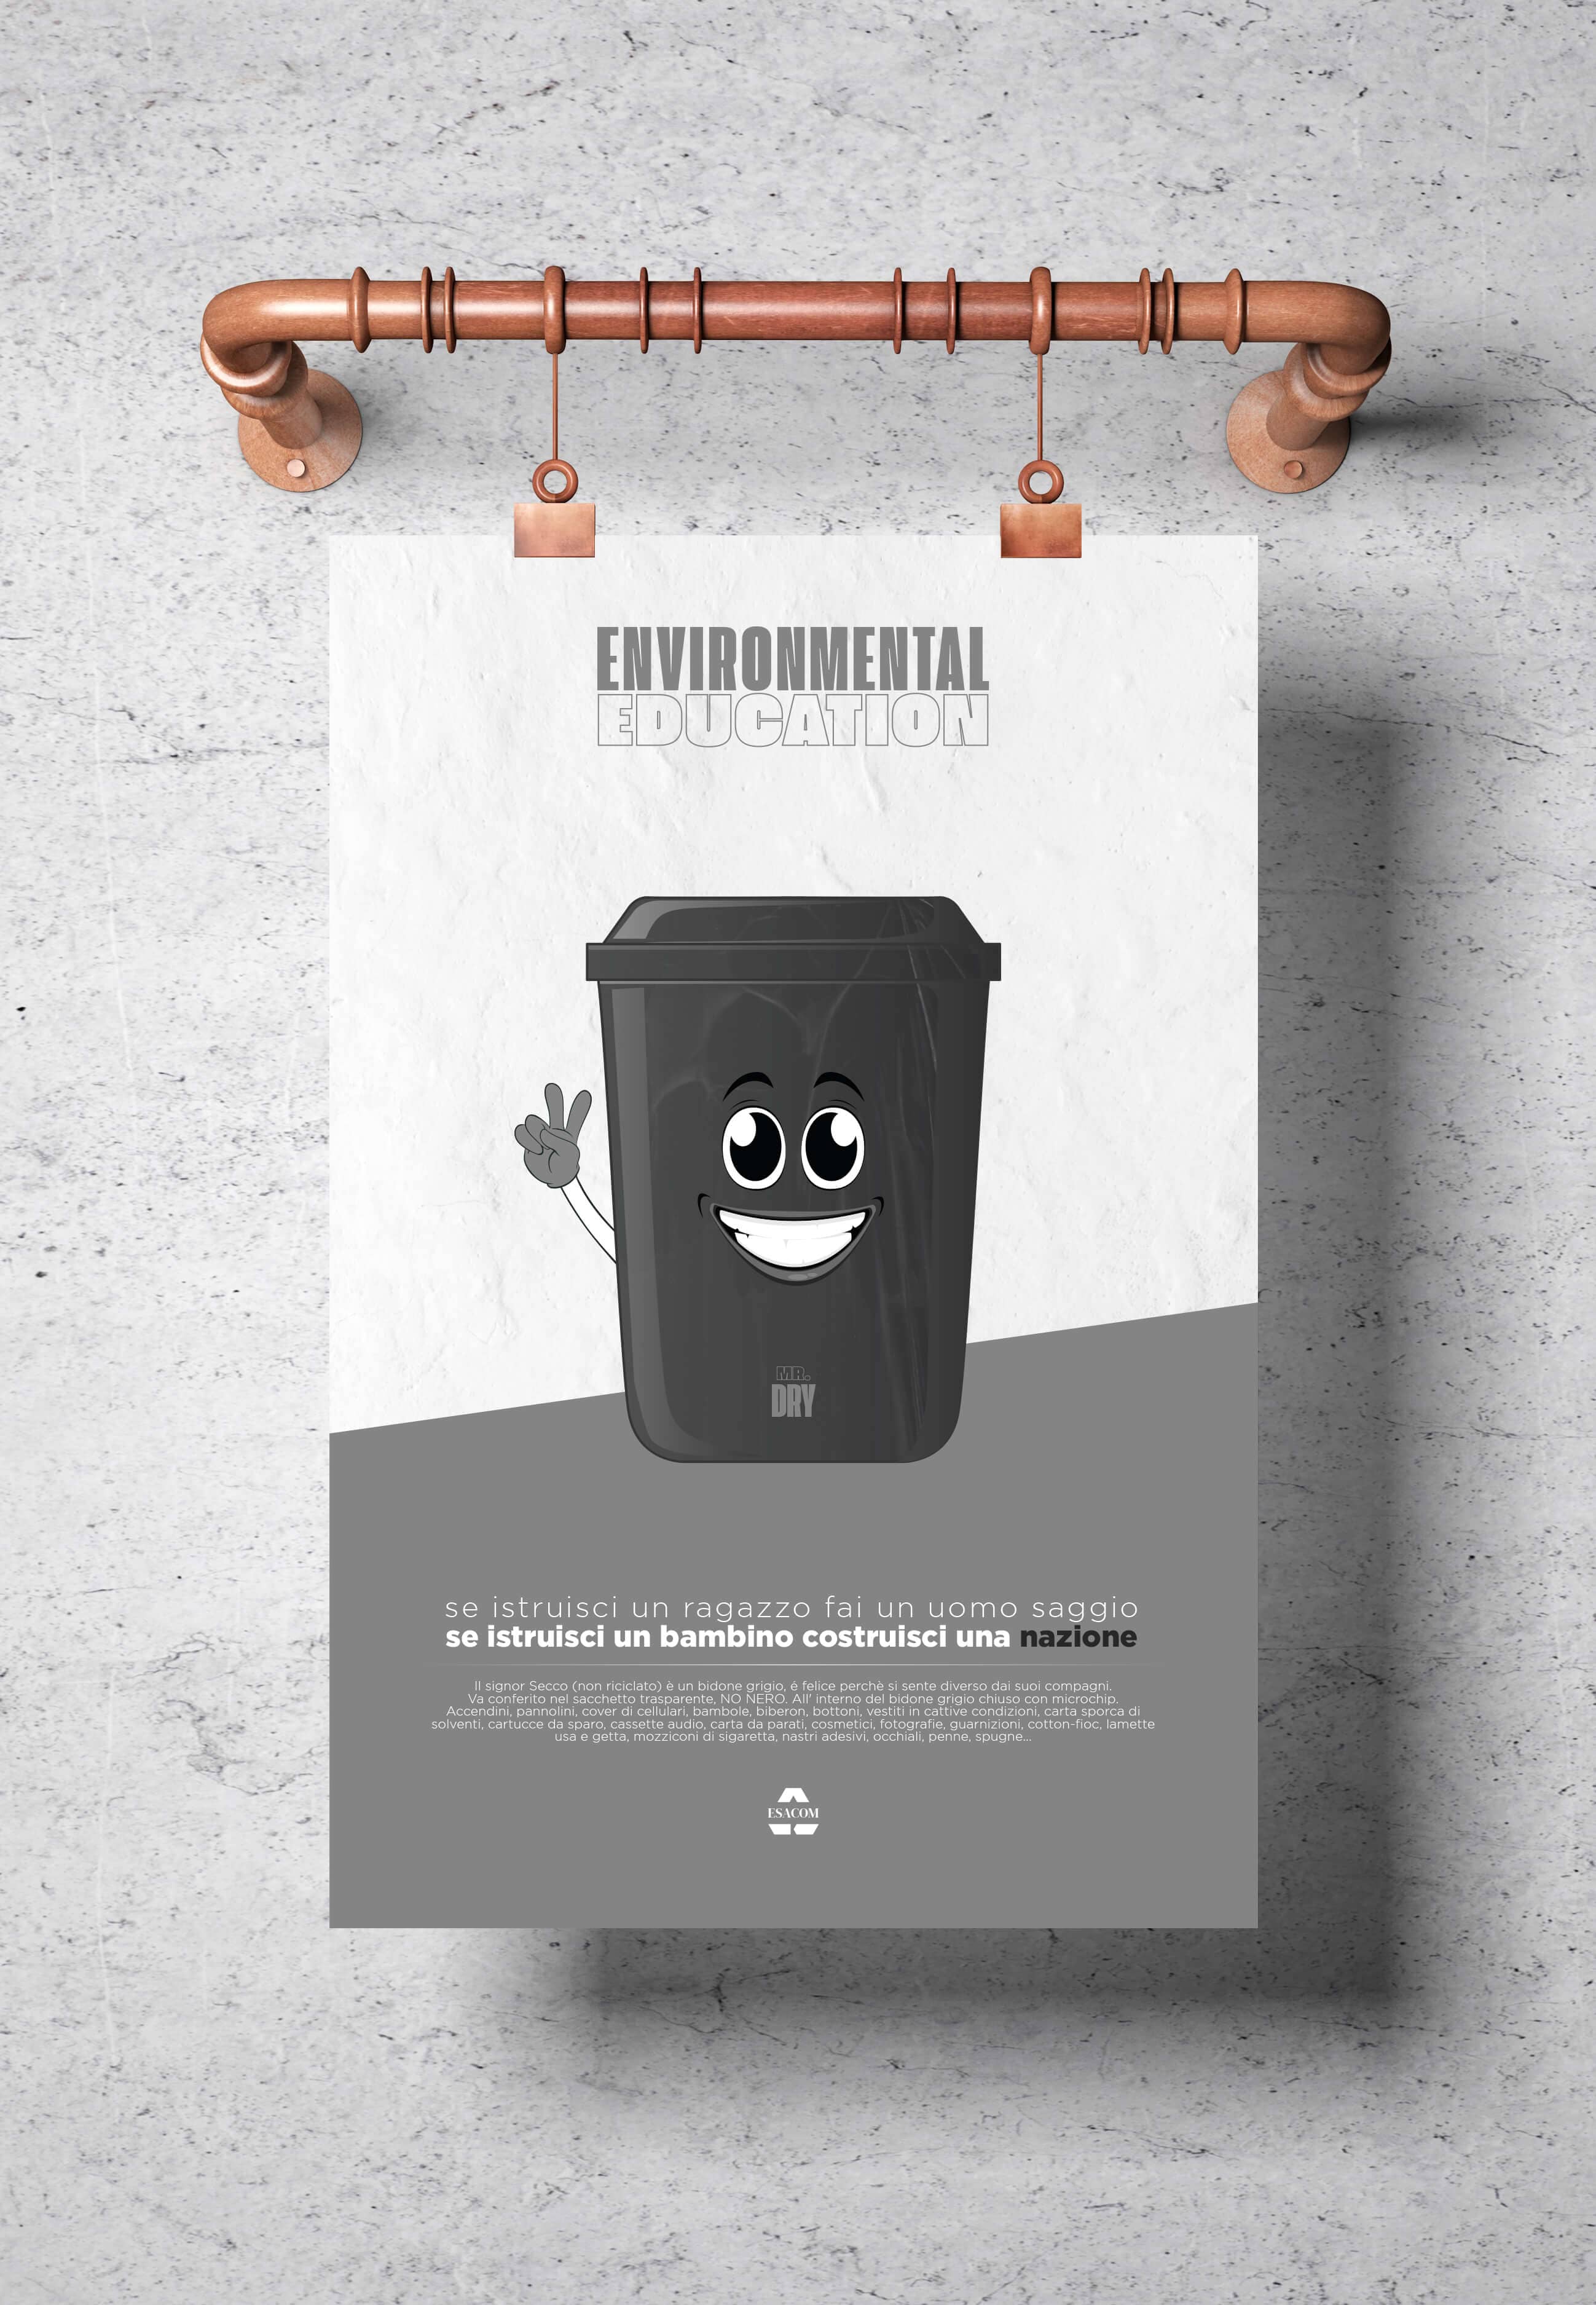 ENVIRONMENTAL
EDUCATION
MR.
DRY
se istruisci un ragazzo fai un uomo saggio
se istruisci un bambino costruisci una nazione
Il signor Secco (non riciclato) è un bidone grigio, é felice perchè si sente diverso dai suoi compagni.
Va conferito nel sacchetto trasparente, NO NERO. All' interno del bidone grigio chiuso con microchip.
Accendini, pannolini, cover di cellulari, bambole, biberon, bottoni, vestiti in cattive condizioni, carta sporca di
solventi, cartucce da sparo, cassette audio, carta da parati, cosmetici, fotografie, guarnizioni, cotton-fioc, lamette
usa e getta, mozziconi di sigaretta, nastri adesivi, occhiali, penne, spugne...
ESACOM